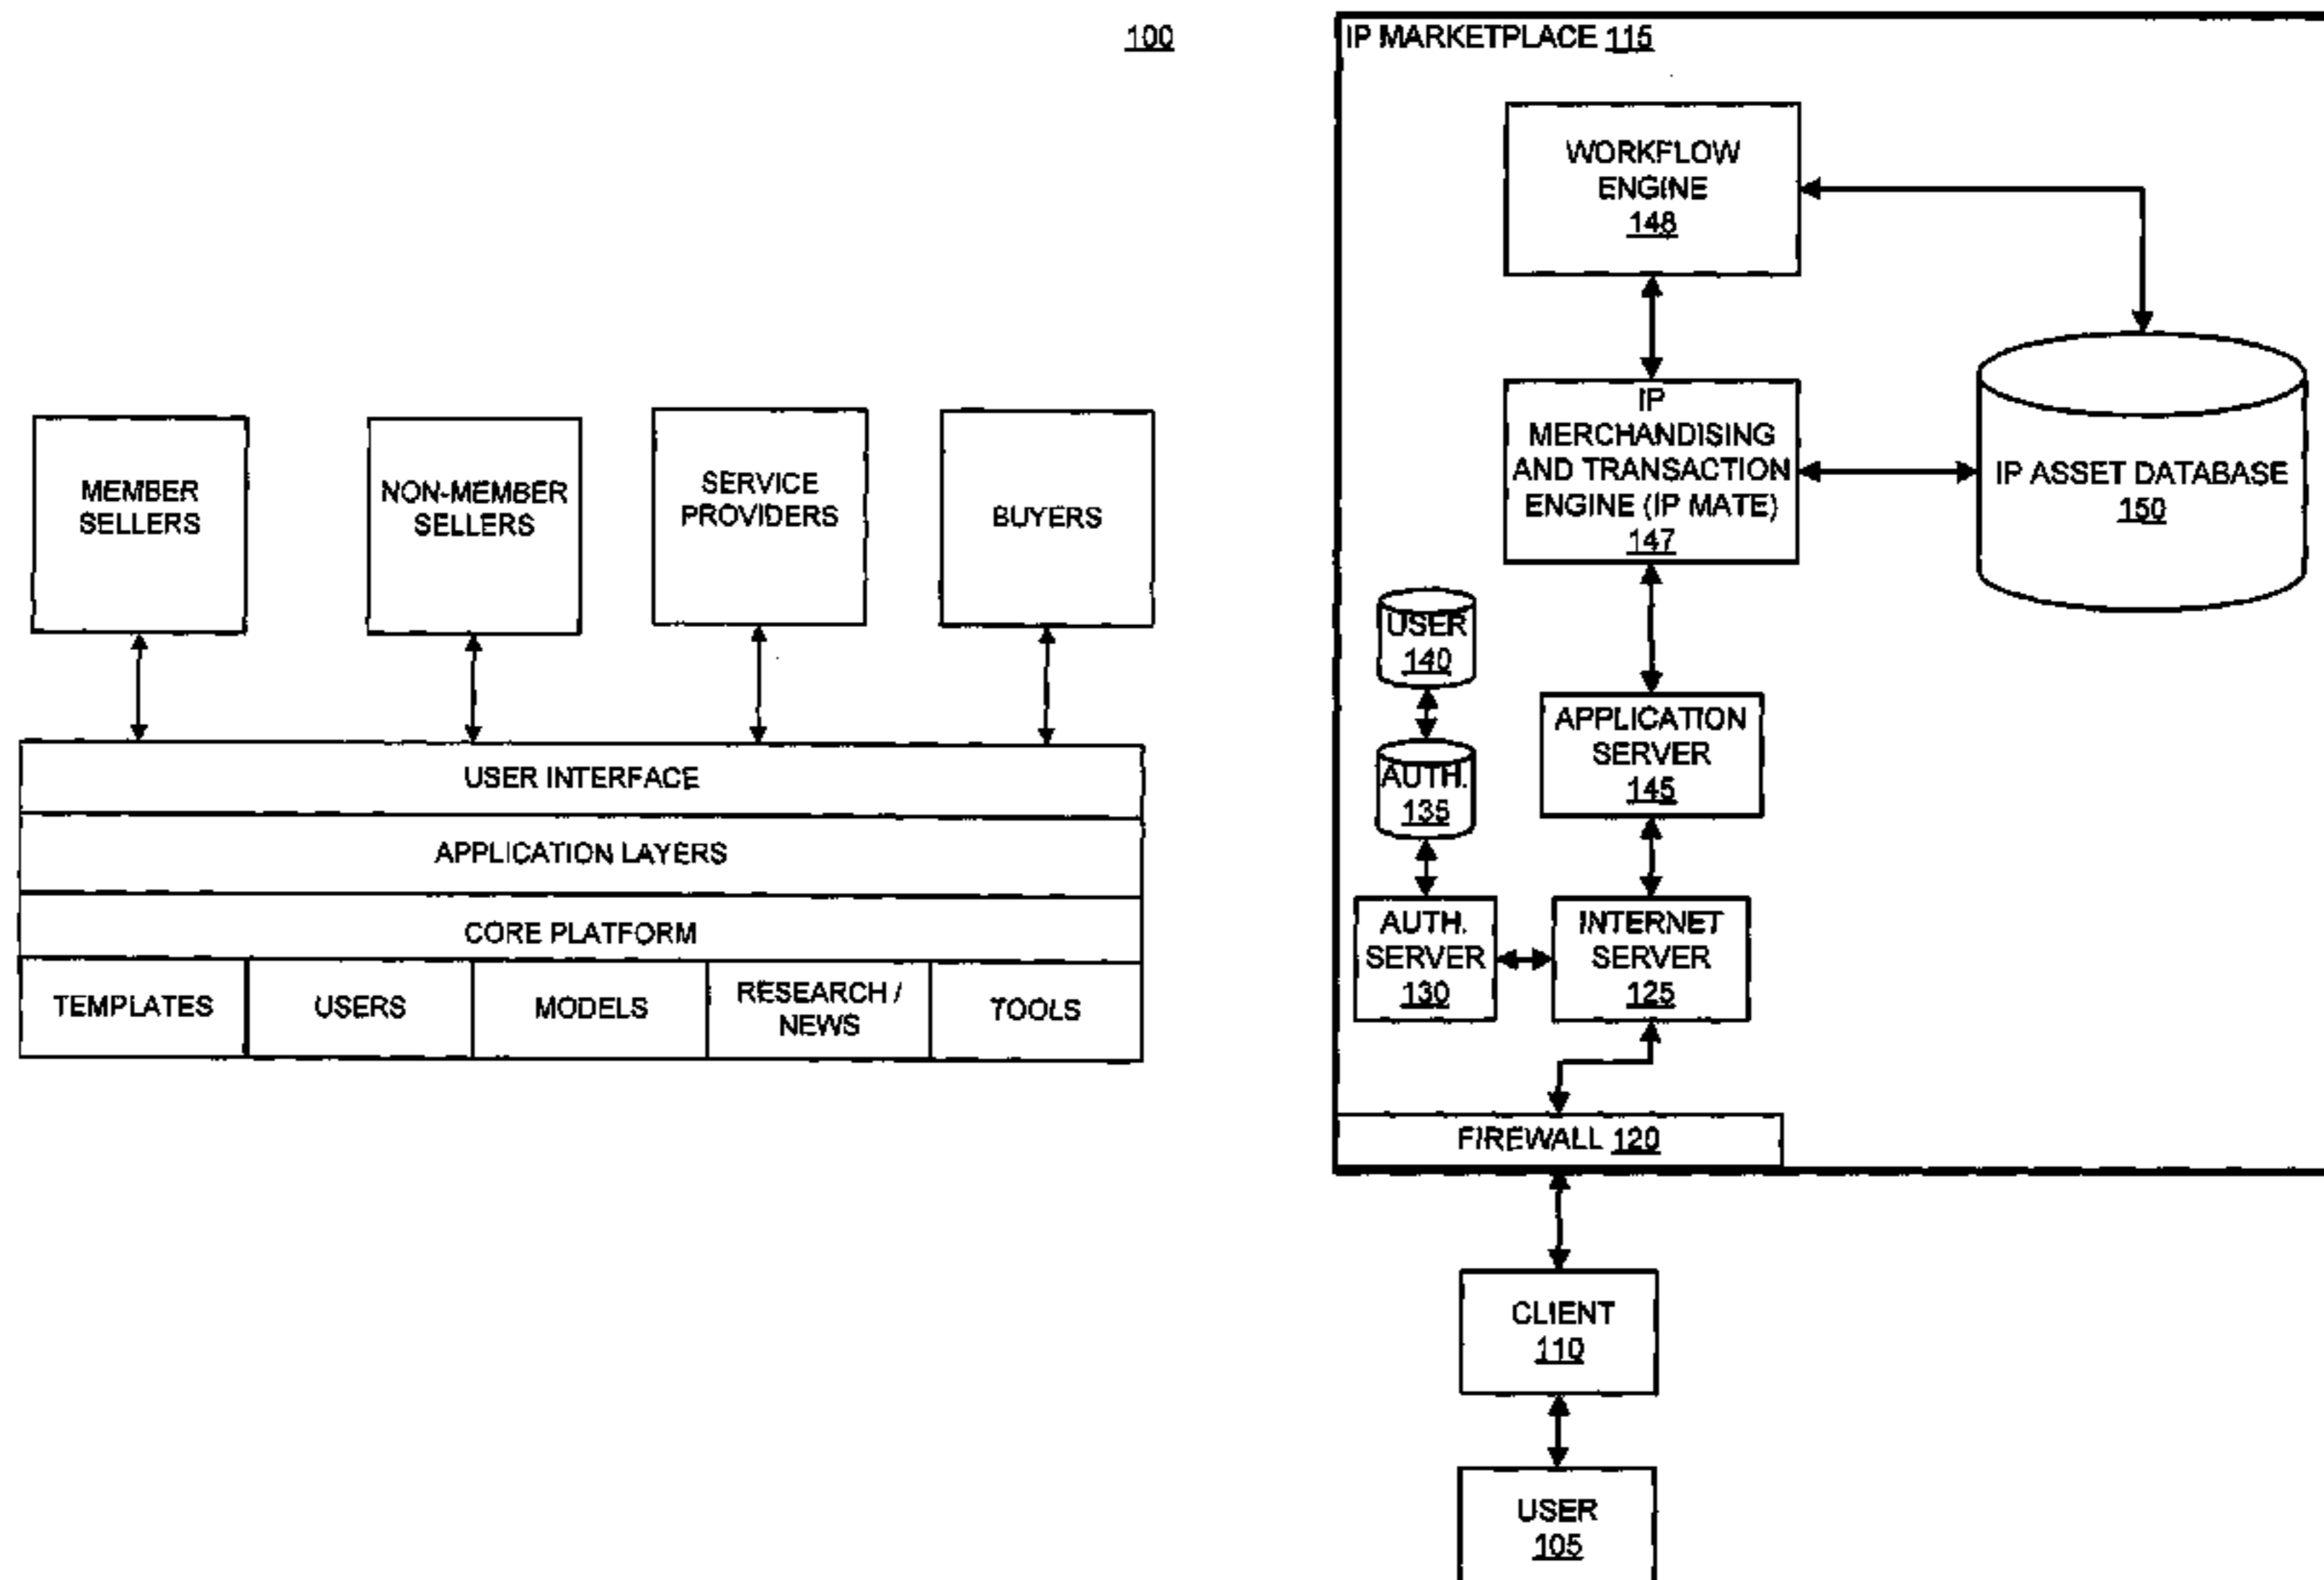 100
MEMBER
SELLERS
NON-MEMBER
SELLERS
SERVICE
PROVIDERS
BUYERS
USER INTERFACE
APPLICATION LAYERS
CORE PLATFORM
TEMPLATES
USERS
MODELS
RESEARCH /
NEWS
TOOLS
IP MARKETPLACE 115
WORKFLOW
ENGINE
148
IP
MERCHANDISING
AND TRANSACTION
ENGINE (IP MATE)
147
IP ASSET DATABASE
150
USER
140
AUTH.
135
APPLICATION
SERVER
145
AUTH.
SERVER
130
INTERNET
SERVER
125
FIREWALL 120
CLIENT
110
USER
105